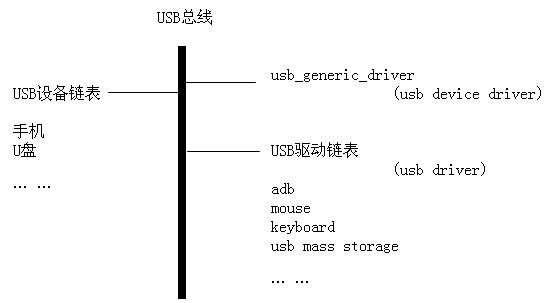 USB总线
usb_generic_driver
(usb device driver)
USB设备链表
手机
U盘
... ...
USB驱动链表
(usb driver)
adb
mouse
keyboard
usb mass storage
... ...